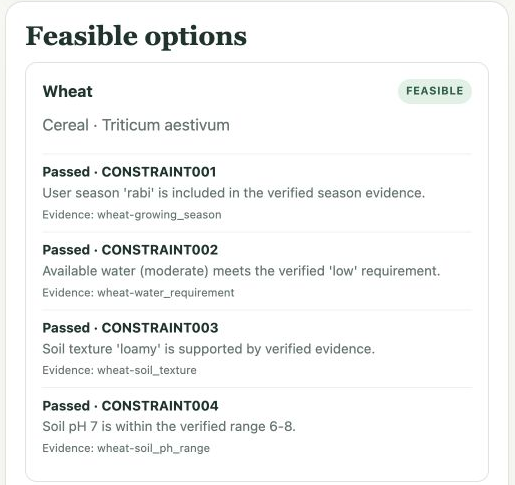 Feasible options
Wheat
FEASIBLE
Cereal · Triticum aestivum
Passed · CONSTRAINT001
User season 'rabi' is included in the verified season evidence.
Evidence: wheat-growing_season
Passed · CONSTRAINT002
Available water (moderate) meets the verified 'low' requirement.
Evidence: wheat-water_requirement
Passed · CONSTRAINT003
Soil texture 'loamy' is supported by verified evidence.
Evidence: wheat-soil_texture
Passed · CONSTRAINT004
Soil pH 7 is within the verified range 6-8.
Evidence: wheat-soil_ph_range